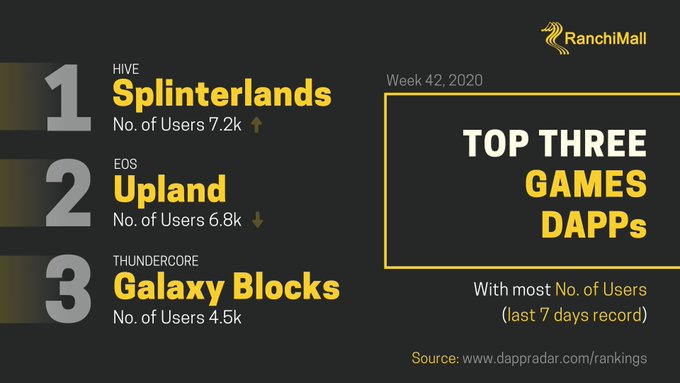 RanchiMall
Week 42, 2020
TOP THREE
GAMES
DAPPs
With most No. of Users
(last 7 days record)
1
HIVE
Splinterlands
No. of Users 7.2k
2
EOS
Upland
No. of Users 6.8k
3
THUNDERCORE
Galaxy Blocks
No. of Users 4.5k
Source: www.dappradar.com/rankings